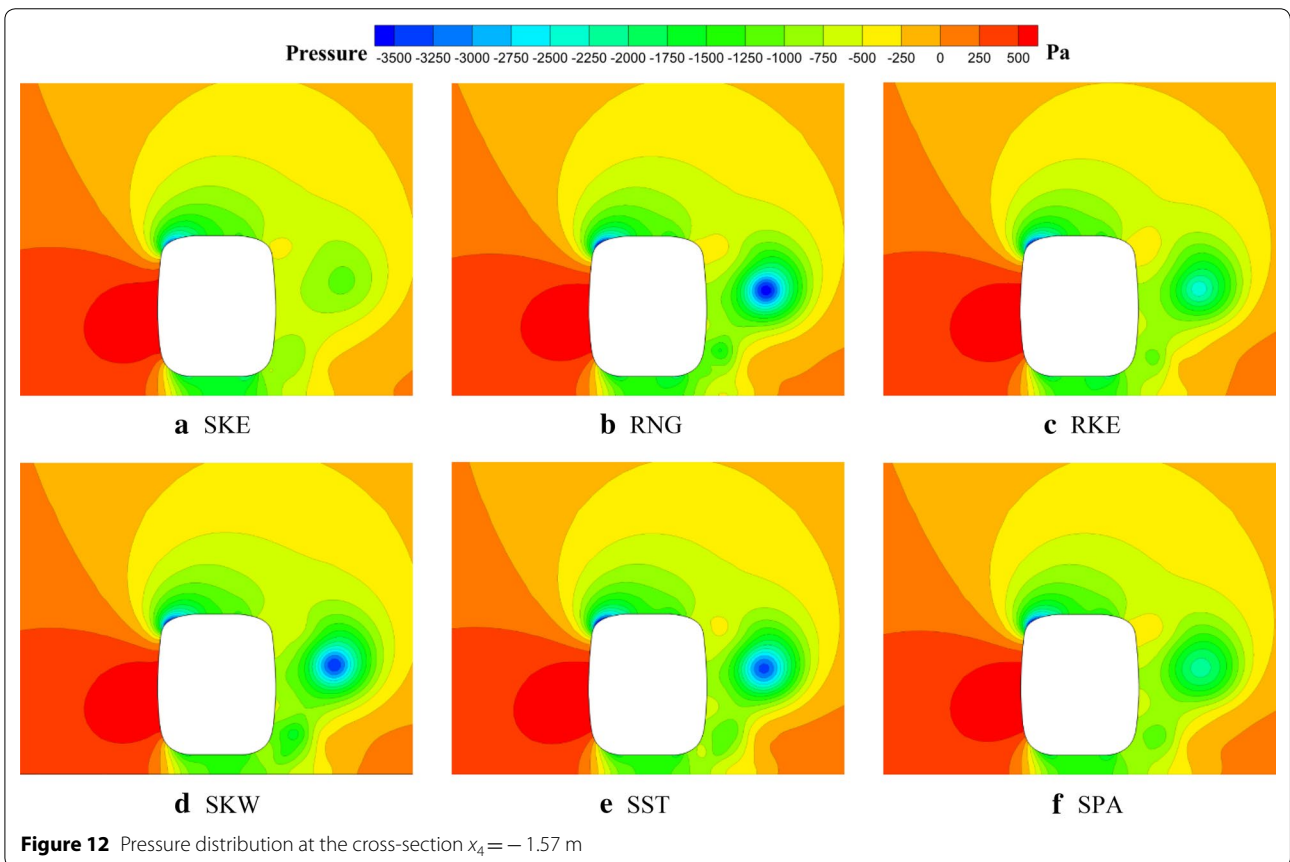 Pressure -3500 -3250 -3000 -2750 -2500 -2250 -2000 -1750 -1500 -1250 -1000 -750 -500 -250 0 250 500 Pa
a SKE
b RNG
c RKE
d SKW
e SST
f SPA
Figure 12 Pressure distribution at the cross-section x₄ = − 1.57 m